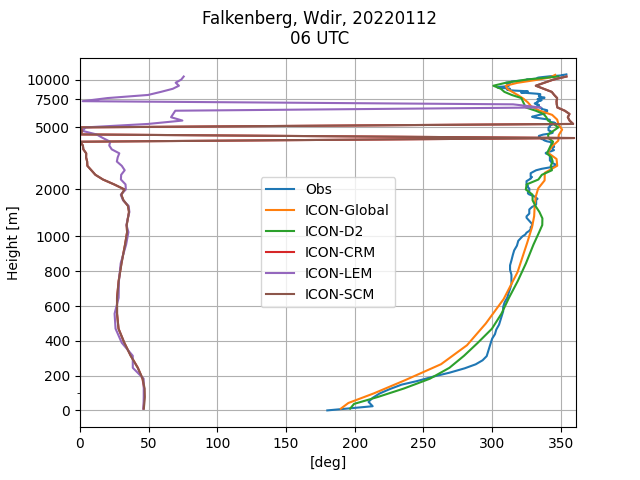 Falkenberg, Wdir, 20220112
06 UTC
Height [m]
10000
7500
5000
2000
1000
800
600
400
200
0
Obs
ICON-Global
ICON-D2
ICON-CRM
ICON-LEM
ICON-SCM
0 50 100 150 200 250 300 350
[deg]